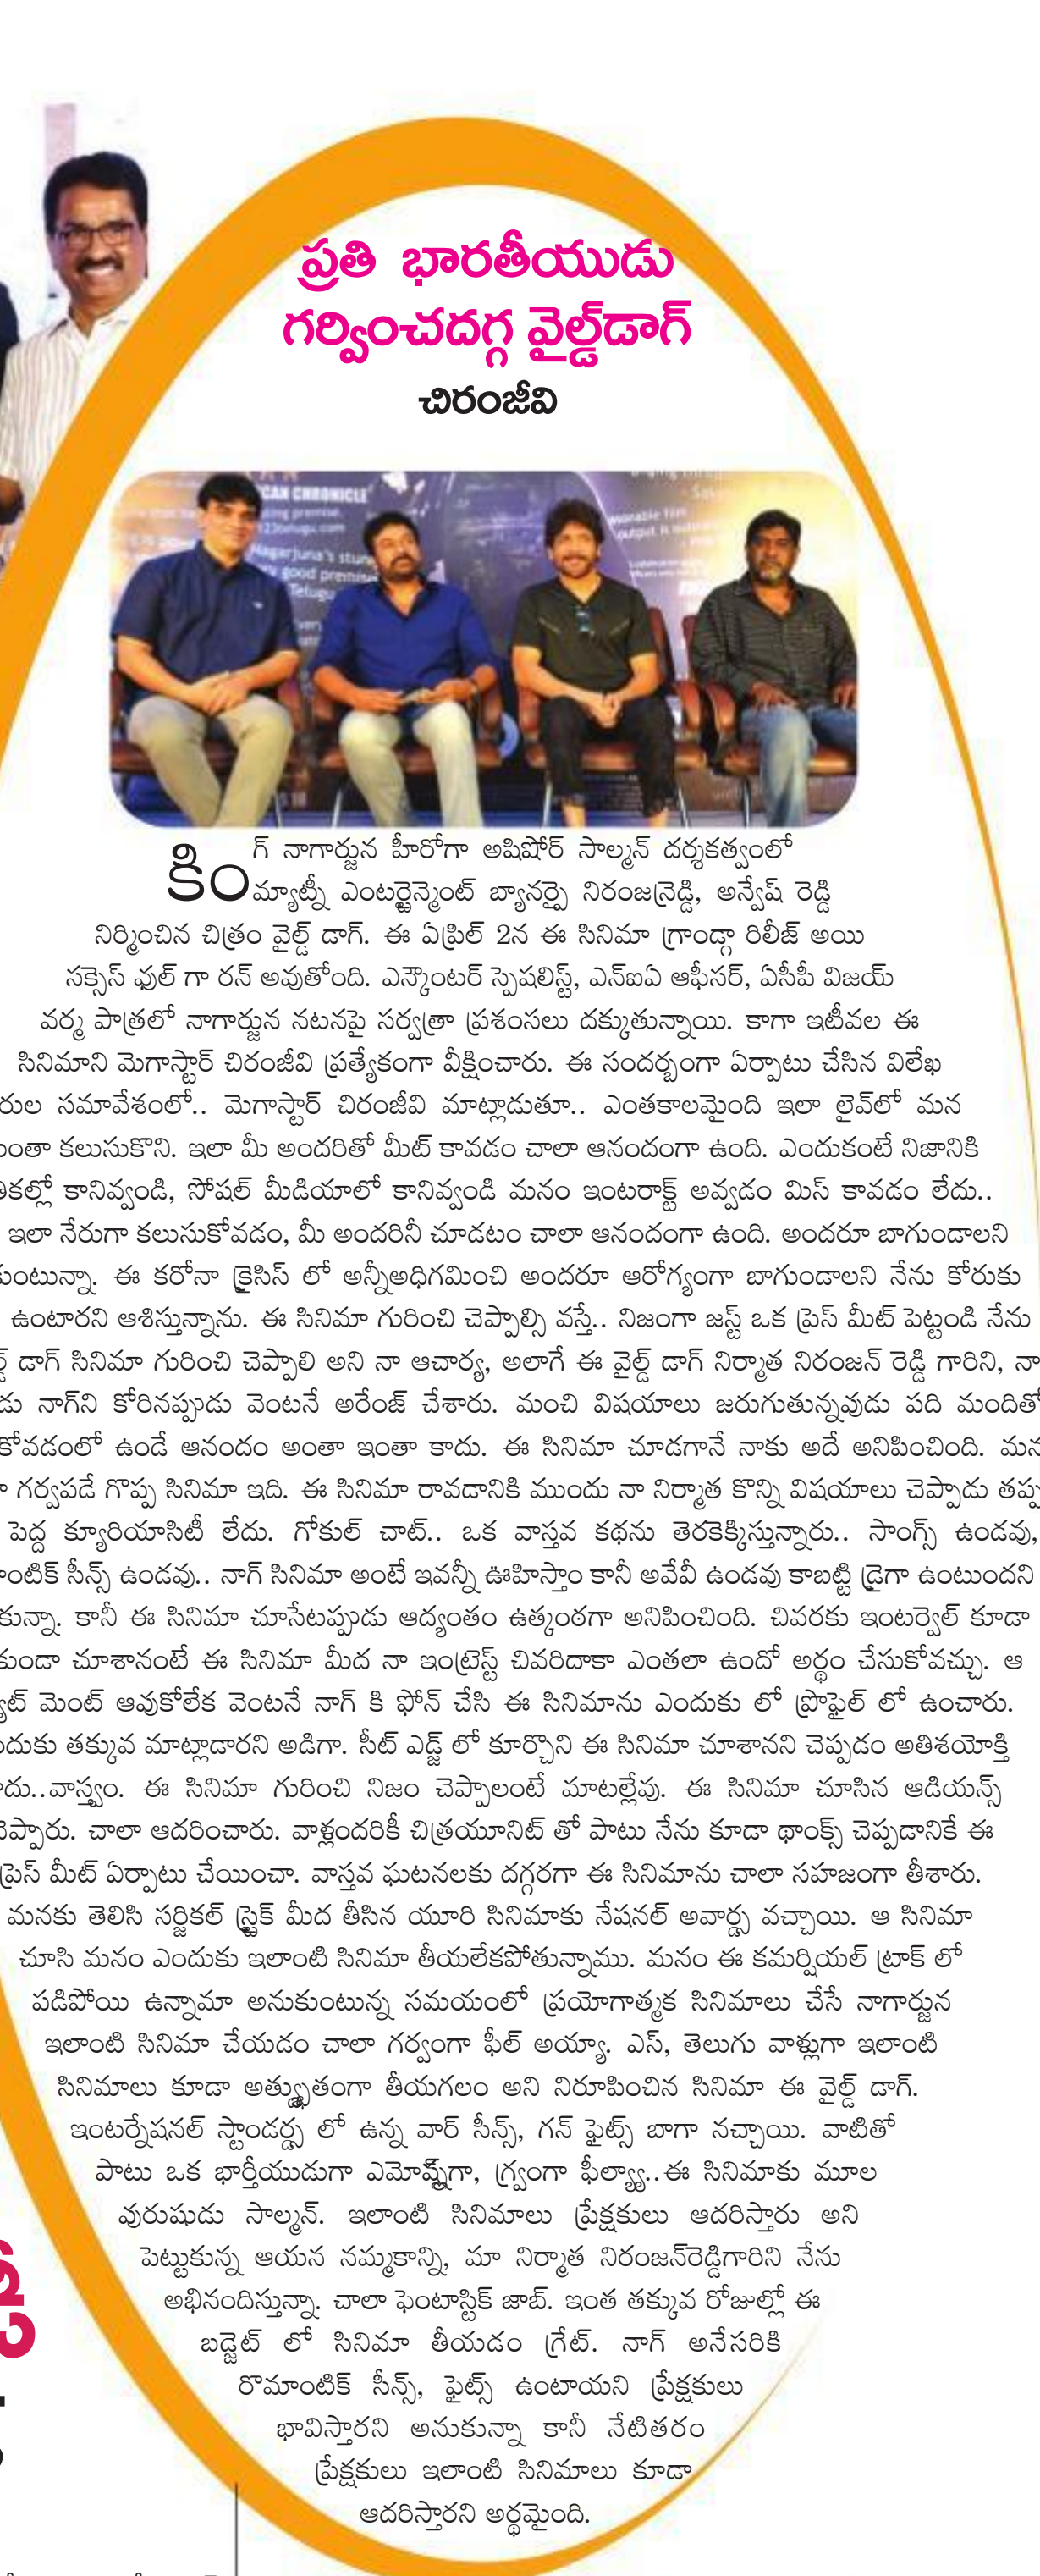 ప్రతి భారతీయుడు
గర్వించదగ్గ వైల్డ్‌డాగ్
చిరంజీవి
CAN CHRONICLE
Nagarjuna's stun
good premise
Telugu
కింగ్ నాగార్జున హీరోగా అషిషోర్ సాల్మన్ దర్శకత్వంలో
మ్యాట్నీ ఎంటర్టైన్మెంట్ బ్యానర్పై నిరంజన్రెడ్డి, అన్వేష్ రెడ్డి
నిర్మించిన చిత్రం వైల్డ్ డాగ్. ఈ ఏప్రిల్ 2న ఈ సినిమా గ్రాండ్గా రిలీజ్ అయి
సక్సెస్ ఫుల్ గా రన్ అవుతోంది. ఎన్కౌంటర్ స్పెషలిస్ట్, ఎన్ఐఏ ఆఫీసర్, ఏసీపీ విజయ్
వర్మ పాత్రలో నాగార్జున నటనపై సర్వత్రా ప్రశంసలు దక్కుతున్నాయి. కాగా ఇటీవల ఈ
సినిమాని మెగాస్టార్ చిరంజీవి ప్రత్యేకంగా వీక్షించారు. ఈ సందర్భంగా ఏర్పాటు చేసిన విలేఖ
రుల సమావేశంలో.. మెగాస్టార్ చిరంజీవి మాట్లాడుతూ.. ఎంతకాలమైంది ఇలా లైవ్‌లో మన
కలుసుకొని. ఇలా మీ అందరితో మీట్ కావడం చాలా ఆనందంగా ఉంది. ఎందుకంటే నిజానికి
కానివ్వండి, సోషల్ మీడియాలో కానివ్వండి మనం ఇంటరాక్ట్ అవ్వడం మిస్ కావడం లేదు..
ఇలా నేరుగా కలుసుకోవడం, మీ అందరినీ చూడటం చాలా ఆనందంగా ఉంది. అందరూ బాగుండాలని
కుంటున్నా. ఈ కరోనా క్రైసిస్ లో అన్నీఅధిగమించి అందరూ ఆరోగ్యంగా బాగుండాలని నేను కోరుకు
ఉంటారని ఆశిస్తున్నాను. ఈ సినిమా గురించి చెప్పాల్సి వస్తే.. నిజంగా జస్ట్ ఒక ప్రెస్ మీట్ పెట్టండి నేను
డాగ్ సినిమా గురించి చెప్పాలి అని నా ఆచార్య, అలాగే ఈ వైల్డ్ డాగ్ నిర్మాత నిరంజన్ రెడ్డి గారిని, నా
డు నాగ్‌ని కోరినప్పుడు వెంటనే అరేంజ్ చేశారు. మంచి విషయాలు జరుగుతున్నవుడు పది మందితో
కోవడంలో ఉండే ఆనందం అంతా ఇంతా కాదు. ఈ సినిమా చూడగానే నాకు అదే అనిపించింది. మన
గర్వపడే గొప్ప సినిమా ఇది. ఈ సినిమా రావడానికి ముందు నా నిర్మాత కొన్ని విషయాలు చెప్పాడు తప్ప
పెద్ద క్యూరియాసిటీ లేదు. గోకుల్ చాట్.. ఒక వాస్తవ కథను తెరకెక్కిస్తున్నారు.. సాంగ్స్ ఉండవు,
సీన్స్ ఉండవు.. నాగ్ సినిమా అంటే ఇవన్నీ ఊహిస్తాం కానీ అవేవీ ఉండవు కాబట్టి డ్రైగా ఉంటుందని
కున్నా. కానీ ఈ సినిమా చూసేటప్పుడు ఆద్యంతం ఉత్కంఠగా అనిపించింది. చివరకు ఇంటర్వెల్ కూడా
కుండా చూశానంటే ఈ సినిమా మీద నా ఇంట్రెస్ట్ చివరిదాకా ఎంతలా ఉందో అర్థం చేసుకోవచ్చు. ఆ
మెంట్ ఆవుకోలేక వెంటనే నాగ్ కి ఫోన్ చేసి ఈ సినిమాను ఎందుకు లో ప్రొఫైల్ లో ఉంచారు.
తక్కువ మాట్లాడారని అడిగా. సీట్ ఎడ్జ్ లో కూర్చొని ఈ సినిమా చూశానని చెప్పడం అతిశయోక్తి
వాస్త్వం. ఈ సినిమా గురించి నిజం చెప్పాలంటే మాటల్లేవు. ఈ సినిమా చూసిన ఆడియన్స్
చెప్పారు. చాలా ఆదరించారు. వాళ్లందరికీ చిత్రయూనిట్ తో పాటు నేను కూడా థాంక్స్ చెప్పడానికే ఈ
ప్రెస్ మీట్ ఏర్పాటు చేయించా. వాస్తవ ఘటనలకు దగ్గరగా ఈ సినిమాను చాలా సహజంగా తీశారు.
మనకు తెలిసి సర్జికల్ స్ట్రైక్ మీద తీసిన యూరి సినిమాకు నేషనల్ అవార్డ్స వచ్చాయి. ఆ సినిమా
చూసి మనం ఎందుకు ఇలాంటి సినిమా తీయలేకపోతున్నాము. మనం ఈ కమర్షియల్ ట్రాక్ లో
పడిపోయి ఉన్నామా అనుకుంటున్న సమయంలో ప్రయోగాత్మక సినిమాలు చేసే నాగార్జున
ఇలాంటి సినిమా చేయడం చాలా గర్వంగా ఫీల్ అయ్యా. ఎస్, తెలుగు వాళ్లుగా ఇలాంటి
సినిమాలు కూడా తీయగలం అని నిరూపించిన సినిమా ఈ వైల్డ్ డాగ్.
ఇంటర్నేషనల్ స్టాండర్డ్స లో ఉన్న వార్ సీన్స్, గన్ ఫైట్స్ బాగా నచ్చాయి. వాటితో
పాటు ఒక భార్తీయుడుగా గ్ర్వంగా ఫీల్య్యా..ఈ సినిమాకు మూల
వురుషుడు సాల్మన్. ఇలాంటి సినిమాలు ప్రేక్షకులు ఆదరిస్తారు అని
పెట్టుకున్న ఆయన నమ్మకాన్ని, మా నిర్మాత నిరంజన్‌రెడ్డిగారిని నేను
అభినందిస్తున్నా. చాలా ఫెంటాస్టిక్ జాబ్. ఇంత తక్కువ రోజుల్లో ఈ
బడ్జెట్ లో సినిమా తీయడం గ్రేట్. నాగ్ అనేసరికి
రొమాంటిక్ సీన్స్, ఫైట్స్ ఉంటాయని ప్రేక్షకులు
భావిస్తారని అనుకున్నా కానీ నేటితరం
ప్రేక్షకులు ఇలాంటి సినిమాలు కూడా
ఆదరిస్తారని అర్థమైంది.